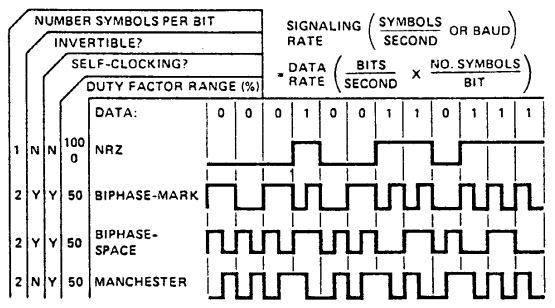 NUMBER SYMBOLS PER BIT
INVERTIBLE?
SELF-CLOCKING?
DUTY FACTOR RANGE (%)
SIGNALING RATE ( SYMBOLS / SECOND OR BAUD )
= DATA RATE ( BITS / SECOND X NO. SYMBOLS / BIT )
DATA: 0 0 0 1 0 0 1 1 0 1 1 1
1 N N 100 0 NRZ
2 Y Y 50 BIPHASE-MARK
2 Y Y 50 BIPHASE-SPACE
2 N Y 50 MANCHESTER